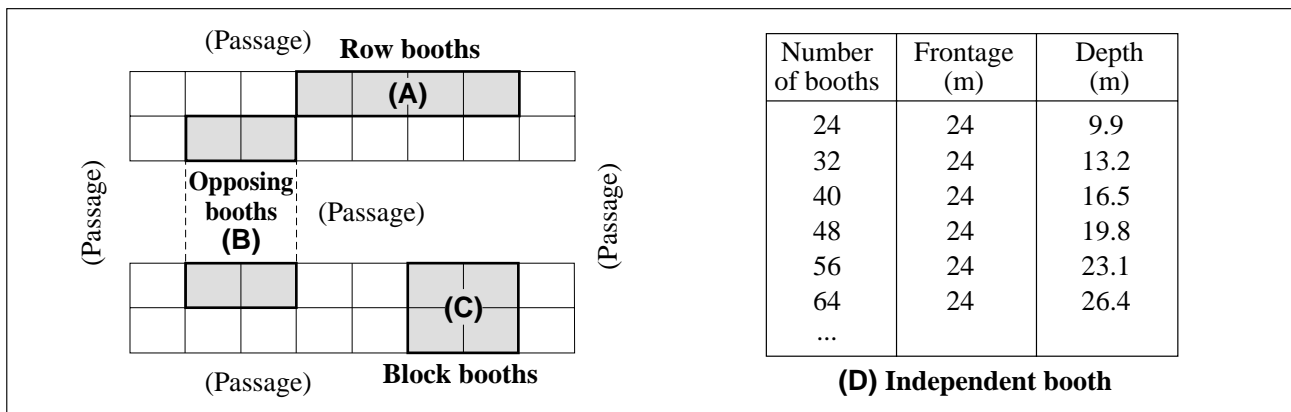 (Passage)
Row booths
(A)
(Passage)
Opposing
booths
(B)
(Passage)
(Passage)
(C)
(Passage)
Block booths
Number of booths Frontage (m) Depth (m)
24 24 9.9
32 24 13.2
40 24 16.5
48 24 19.8
56 24 23.1
64 24 26.4
...
(D) Independent booth